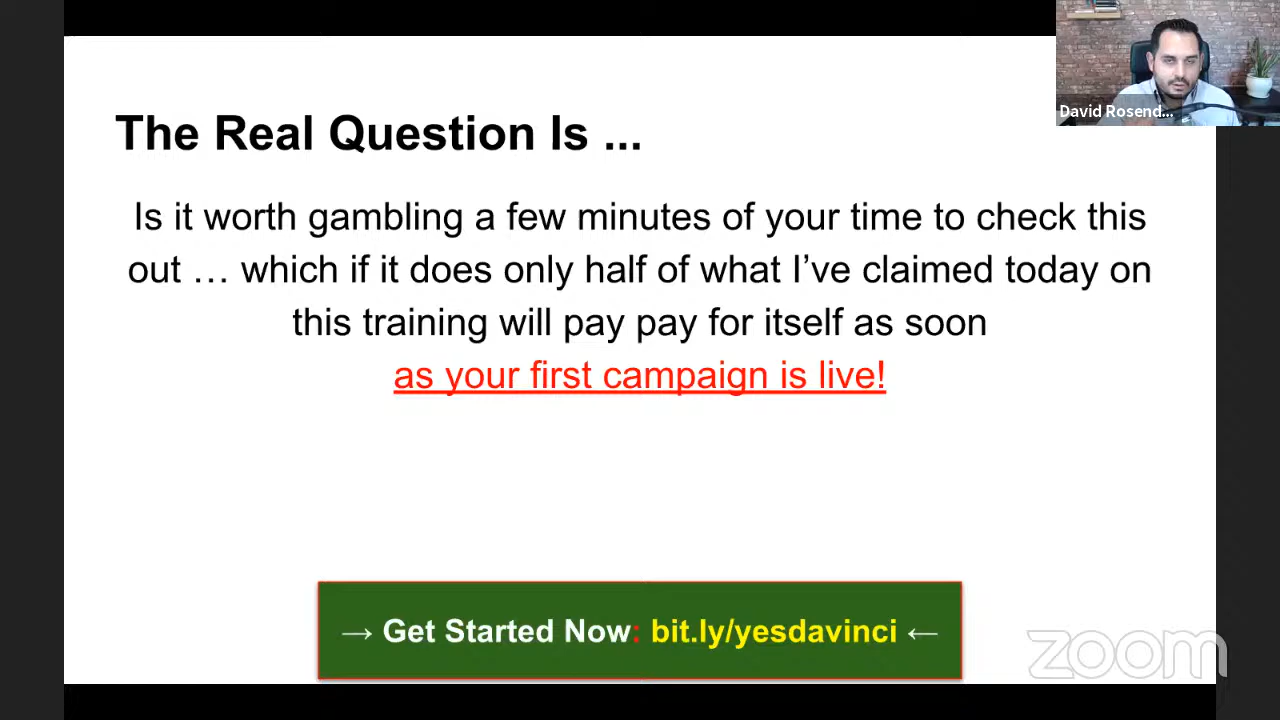 David Rosend...
The Real Question Is ...
Is it worth gambling a few minutes of your time to check this
out … which if it does only half of what I’ve claimed today on
this training will pay pay for itself as soon
as your first campaign is live!
→ Get Started Now: bit.ly/yesdavinci ←
zoom